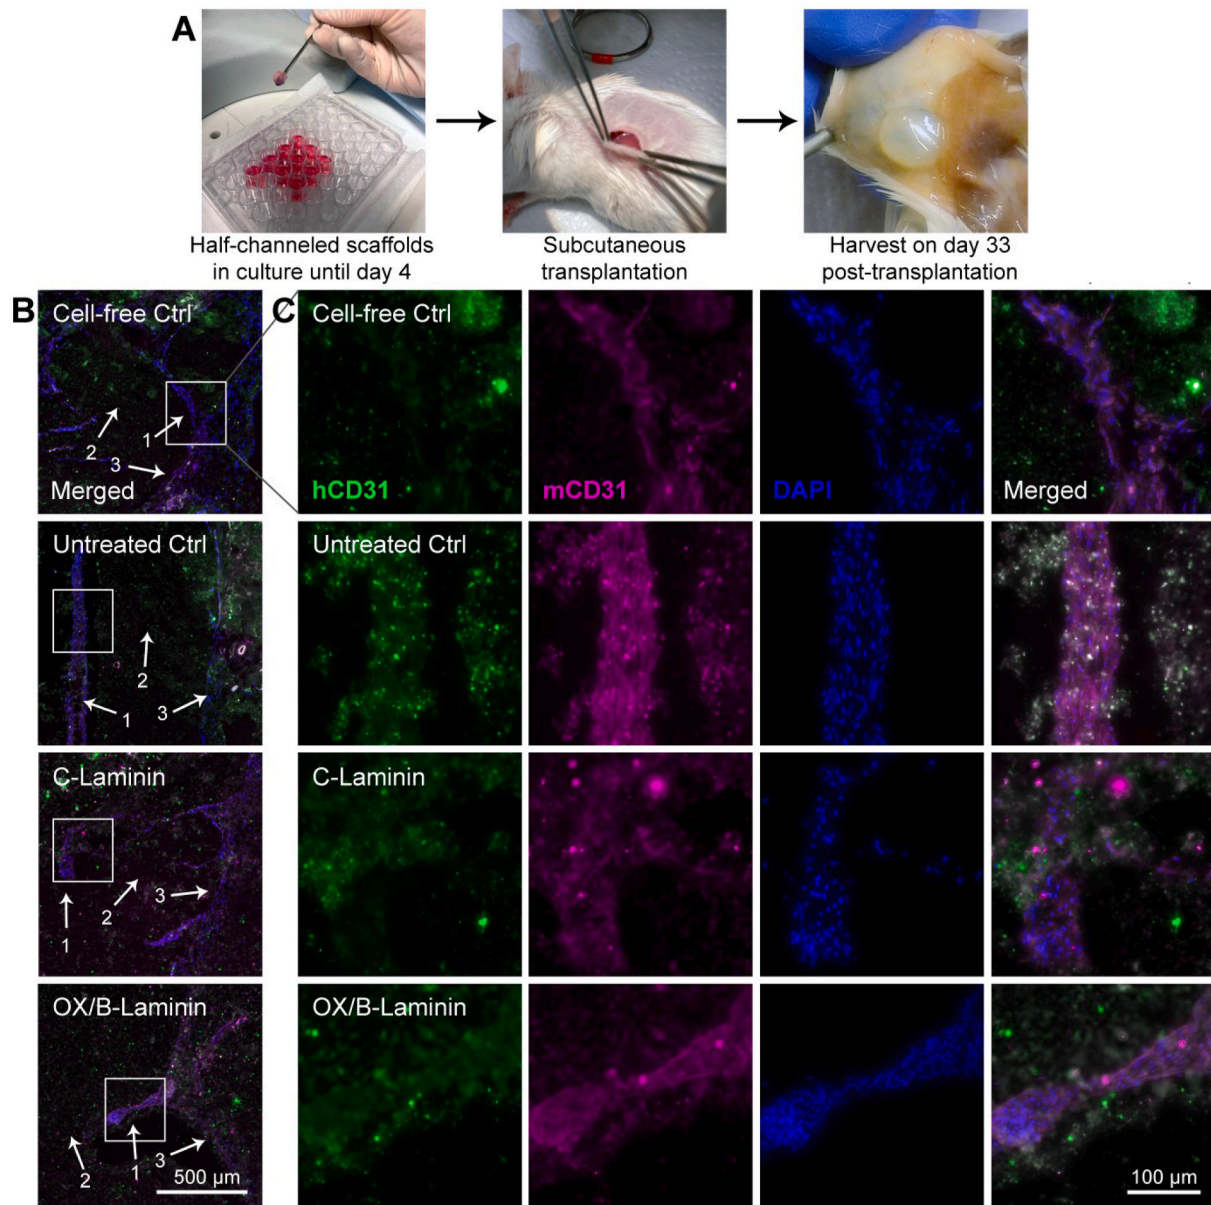 A
Half-channeled scaffolds
in culture until day 4
Subcutaneous
transplantation
Harvest on day 33
post-transplantation
B
Cell-free Ctrl
1
2
3
Merged
C
Cell-free Ctrl
hCD31
mCD31
DAPI
Merged
Untreated Ctrl
2
1
3
Untreated Ctrl
C-Laminin
3
2
1
C-Laminin
OX/B-Laminin
3
1
2
500 µm
OX/B-Laminin
100 µm